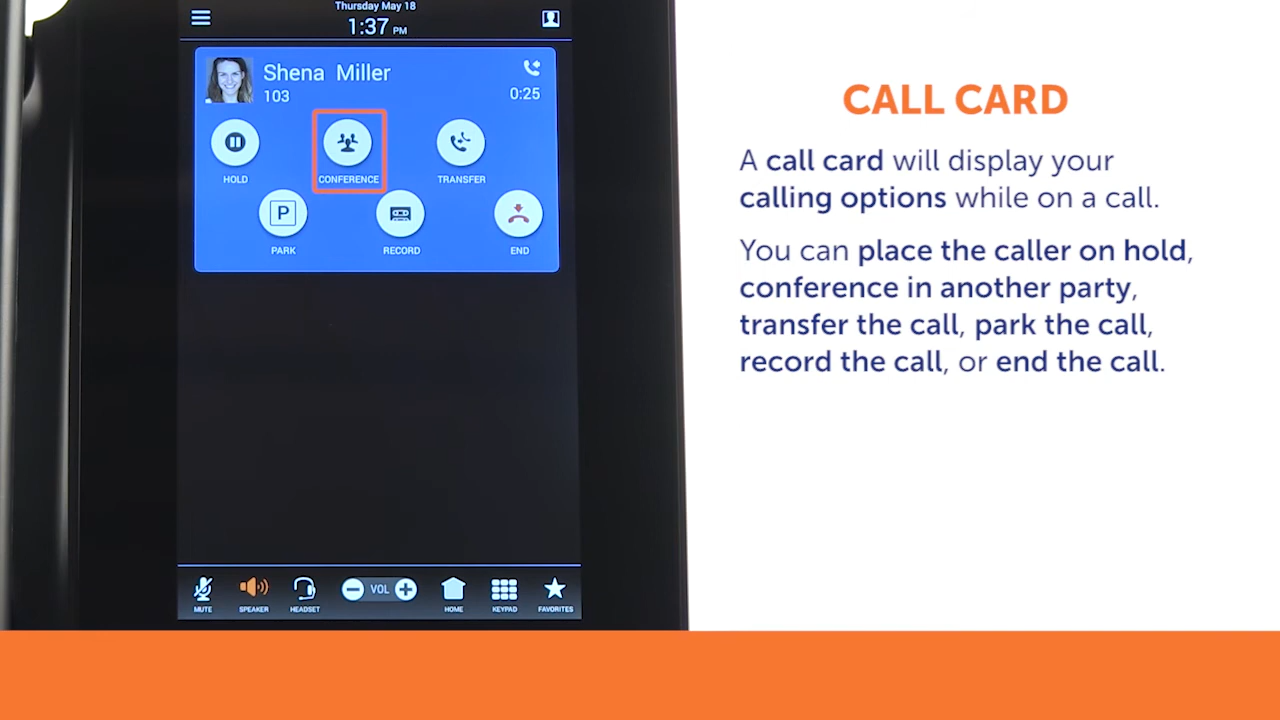 Thursday May 18
1:37 PM
Shena Miller
103
0:25
HOLD
CONFERENCE
TRANSFER
P
PARK
RECORD
END
MUTE
SPEAKER
HEADSET
VOL
HOME
KEYPAD
FAVORITES
CALL CARD
A call card will display your
calling options while on a call.
You can place the caller on hold,
conference in another party,
transfer the call, park the call,
record the call, or end the call.